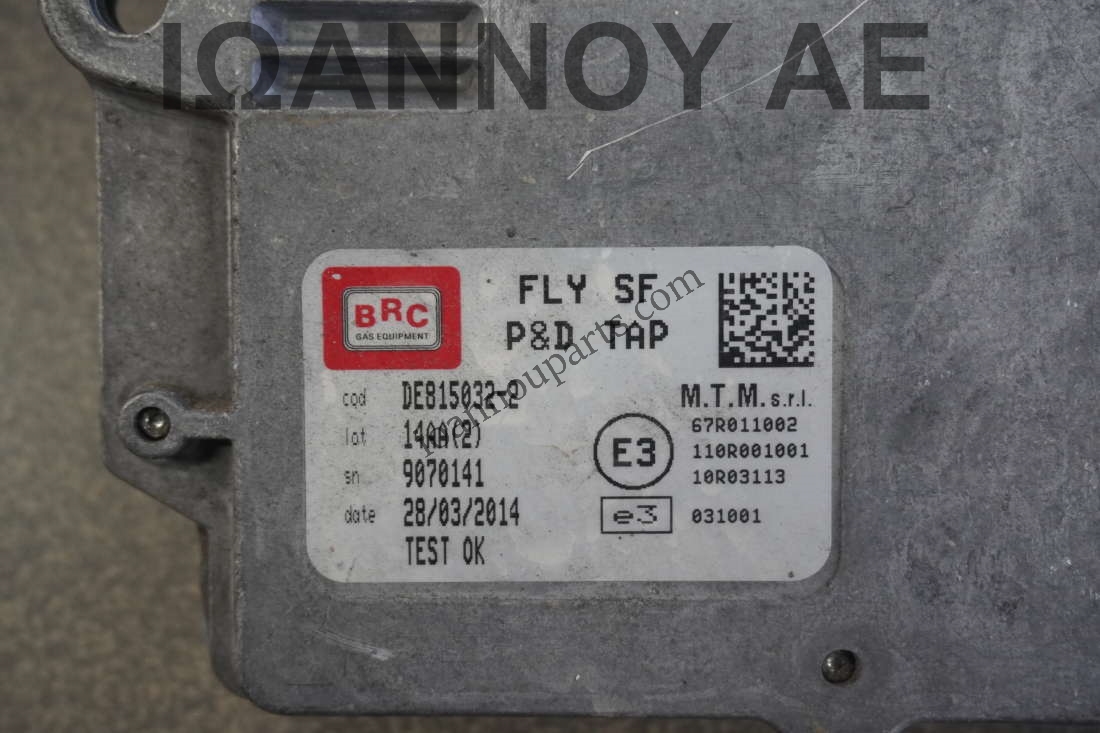 ΙΩΑΝΝΟΥ ΑΕ
BRC
GAS EQUIPMENT
FLY SF
P&D TAP
cod DE815032-2
lot 14AA(2)
sn 9070141
date 28/03/2014
TEST OK
M.T.M. s.r.l.
E3
67R011002
110R001001
10R03113
e3
031001
ioannouparts.com